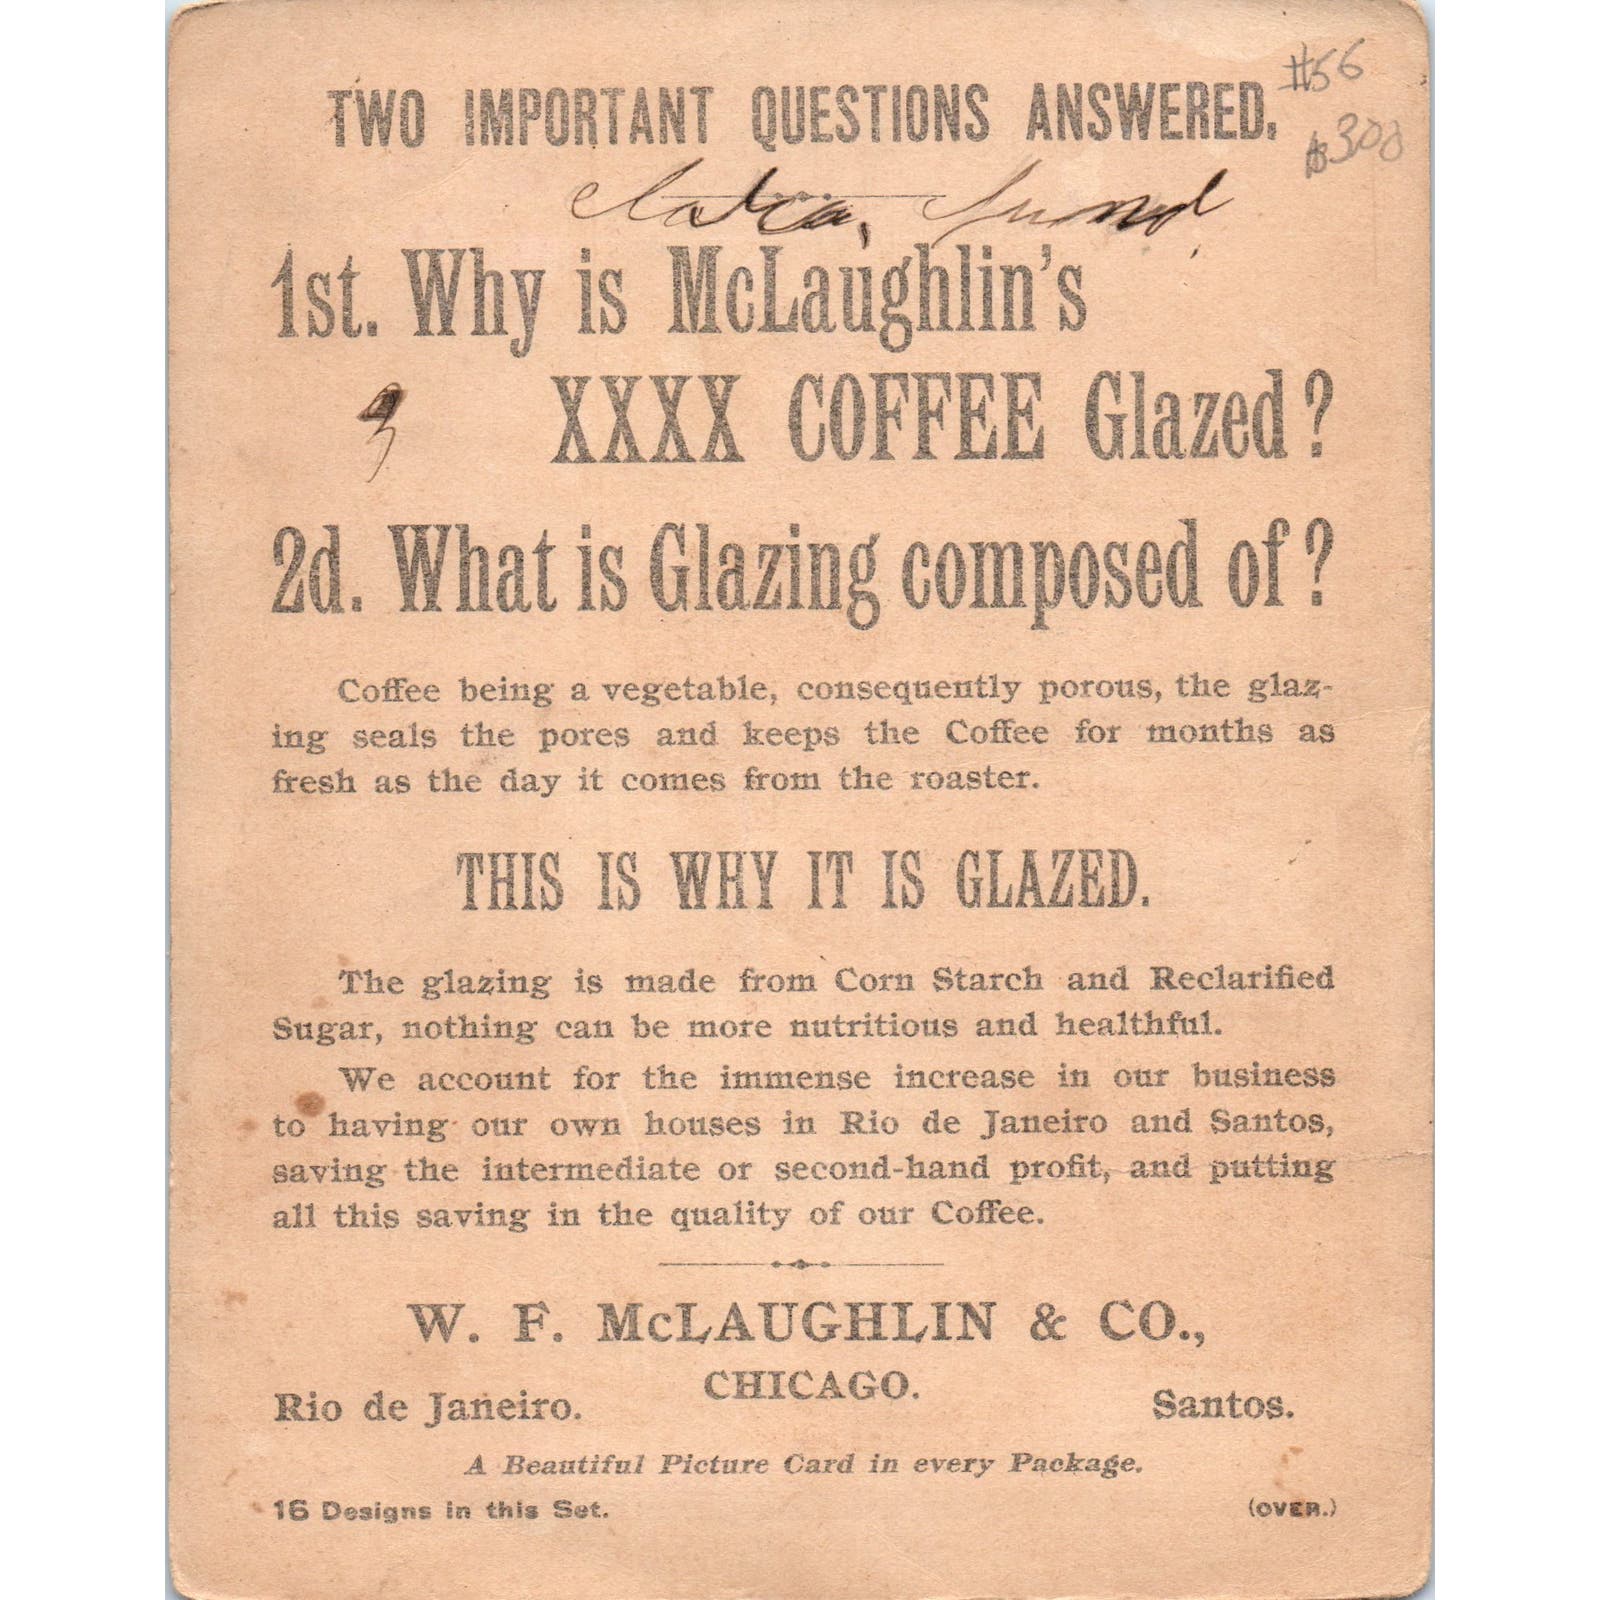 TWO IMPORTANT QUESTIONS ANSWERED.
#56
$300
1st. Why is McLaughlin's
XXXX COFFEE Glazed?
2d. What is Glazing composed of?
Coffee being a vegetable, consequently porous, the glaz-
ing seals the pores and keeps the Coffee for months as
fresh as the day it comes from the roaster.
THIS IS WHY IT IS GLAZED.
The glazing is made from Corn Starch and Reclarified
Sugar, nothing can be more nutritious and healthful.
We account for the immense increase in our business
to having our own houses in Rio de Janeiro and Santos,
saving the intermediate or second-hand profit, and putting
all this saving in the quality of our Coffee.
W. F. McLAUGHLIN & CO.,
CHICAGO.
Rio de Janeiro. Santos.
A Beautiful Picture Card in every Package.
16 Designs in this Set. (OVER.)